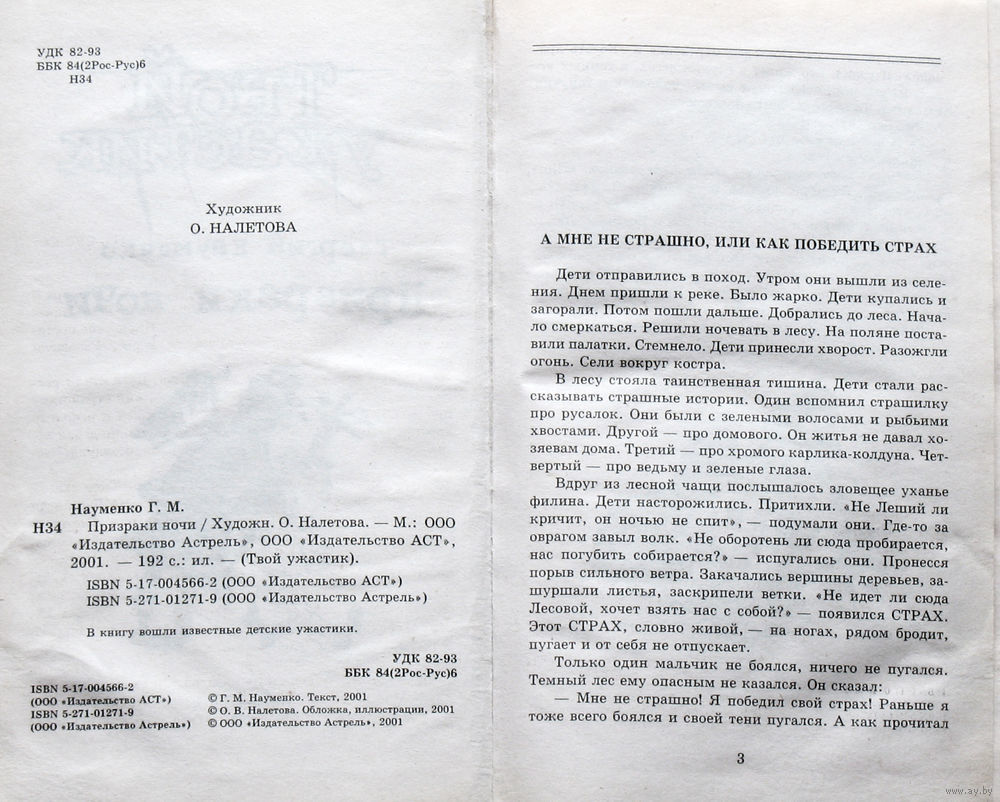 УДК 82-93
ББК 84(2Рос-Рус)6
Н34
Художник
О. НАЛЕТОВА
Науменко Г. М.
Н34 Призраки ночи / Художн. О. Налетова. — М.: ООО
«Издательство Астрель», ООО «Издательство АСТ»,
2001. — 192 с.: ил. — (Твой ужастик).
ISBN 5-17-004566-2 (ООО «Издательство АСТ»)
ISBN 5-271-01271-9 (ООО «Издательство Астрель»)
В книгу вошли известные детские ужастики.
УДК 82-93
ББК 84(2Рос-Рус)6
ISBN 5-17-004566-2
(ООО «Издательство АСТ»)
ISBN 5-271-01271-9
(ООО «Издательство Астрель»)
© Г. М. Науменко. Текст, 2001
© О. В. Налетова. Обложка, иллюстрации, 2001
© ООО «Издательство Астрель», 2001
А МНЕ НЕ СТРАШНО, ИЛИ КАК ПОБЕДИТЬ СТРАХ
Дети отправились в поход. Утром они вышли из селе-
ния. Днем пришли к реке. Было жарко. Дети купались и
загорали. Потом пошли дальше. Добрались до леса. Нача-
ло смеркаться. Решили ночевать в лесу. На поляне поста-
вили палатки. Стемнело. Дети принесли хворост. Разожгли
огонь. Сели вокруг костра.
В лесу стояла таинственная тишина. Дети стали рас-
сказывать страшные истории. Один вспомнил страшилку
про русалок. Они были с зелеными волосами и рыбьими
хвостами. Другой — про домового. Он житья не давал хо-
зяевам дома. Третий — про хромого карлика-колдуна. Чет-
вертый — про ведьму и зеленые глаза.
Вдруг из лесной чащи послышалось зловещее уханье
филина. Дети насторожились. Притихли. «Не Леший ли
кричит, он ночью не спит», — подумали они. Где-то за
оврагом завыл волк. «Не оборотень ли сюда пробирается,
нас погубить собирается?» — испугались они. Пронесся
порыв сильного ветра. Закачались вершины деревьев, за-
шуршали листья, заскрипели ветки. «Не идет ли сюда
Лесовой, хочет взять нас с собой?» — появился СТРАХ.
Этот СТРАХ, словно живой, — на ногах, рядом бродит,
пугает и от себя не отпускает.
Только один мальчик не боялся, ничего не пугался.
Темный лес ему опасным не казался. Он сказал:
— Мне не страшно! Я победил свой страх! Раньше я
тоже всего боялся и своей тени пугался. А как прочитал
3
www.ay.by